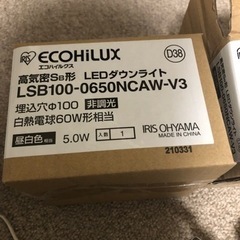 ECOHiLUX
エコハイルクス
D38
高気密SB形 LEDダウンライト
LSB100-0650NCAW-V3
埋込穴Φ100 非調光
白熱電球60W形相当
昼白色 5.0W 入数 1
IRIS OHYAMA
MADE IN CHINA
210331